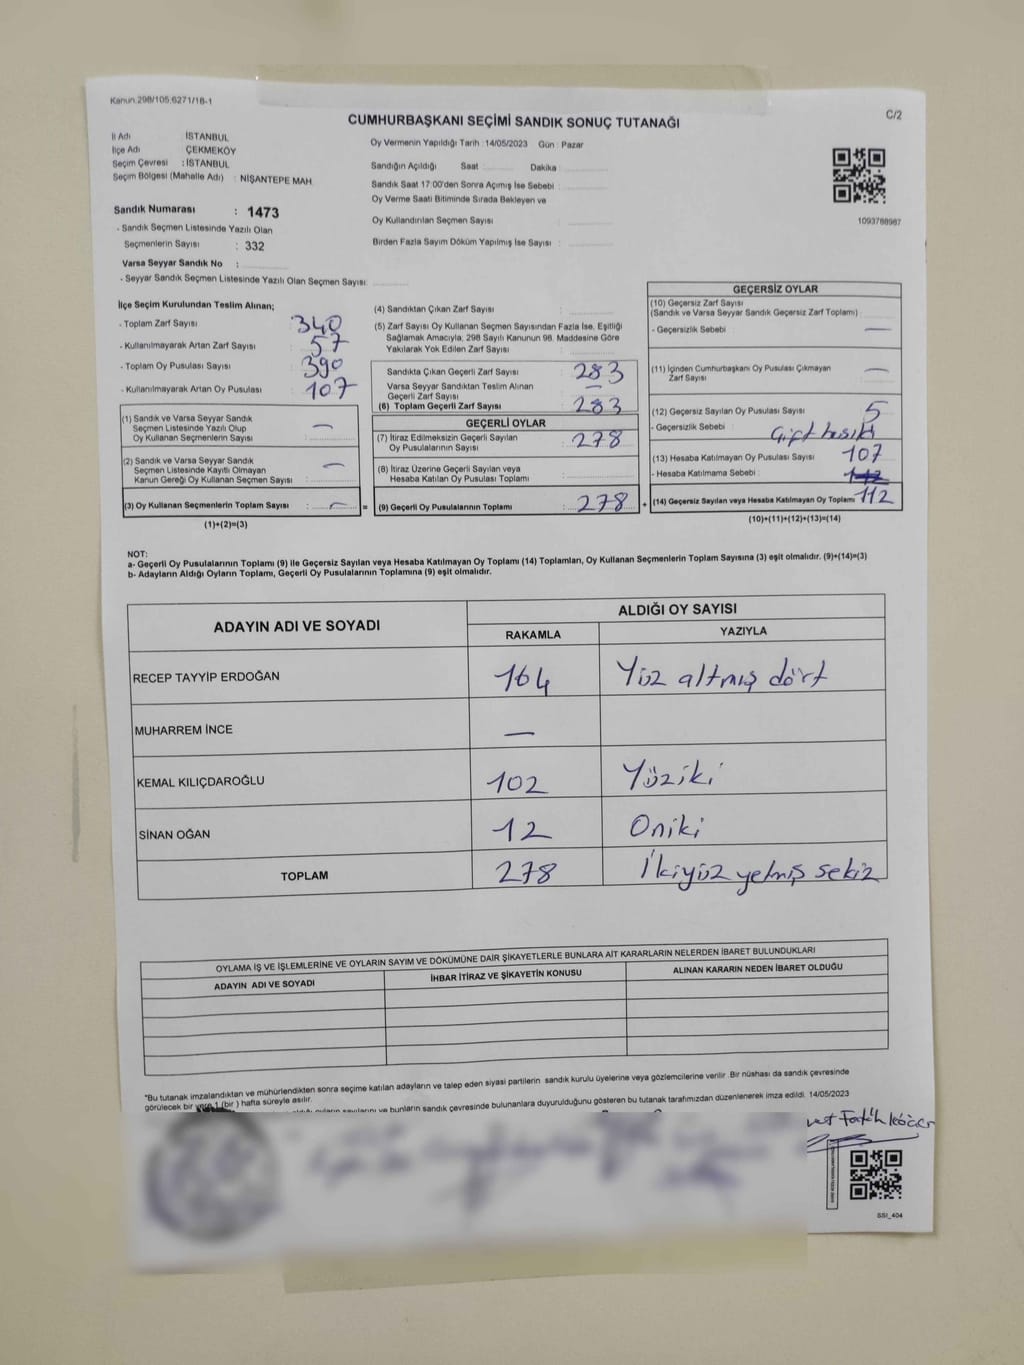 Kanun.298/105,6271/18-1
C/2
CUMHURBAŞKANI SEÇİMİ SANDIK SONUÇ TUTANAĞI
İl Adı İSTANBUL
İlçe Adı ÇEKMEKÖY
Seçim Çevresi : İSTANBUL
Seçim Bölgesi (Mahalle Adı) : NİŞANTEPE MAH.
Oy Vermenin Yapıldığı Tarih : 14/05/2023 Gün : Pazar
Sandığın Açıldığı Saat Dakika
Sandık Saat 17:00'den Sonra Açımış İse Sebebi
Oy Verme Saati Bitiminde Sırada Bekleyen ve
Oy Kullandırılan Seçmen Sayısı
Birden Fazla Sayım Döküm Yapılmış İse Sayısı
1093788987
Sandık Numarası : 1473
- Sandık Seçmen Listesinde Yazılı Olan
Seçmenlerin Sayısı : 332
Varsa Seyyar Sandık No :
- Seyyar Sandık Seçmen Listesinde Yazılı Olan Seçmen Sayısı:
İlçe Seçim Kurulundan Teslim Alınan;
- Toplam Zarf Sayısı 340
- Kullanılmayarak Artan Zarf Sayısı : 57
- Toplam Oy Pusulası Sayısı 390
- Kullanılmayarak Artan Oy Pusulası : 107
(1) Sandık ve Varsa Seyyar Sandık
Seçmen Listesinde Yazılı Olup
Oy Kullanan Seçmenlerin Sayısı : —
(2) Sandık ve Varsa Seyyar Sandık
Seçmen Listesinde Kayıtlı Olmayan
Kanun Gereği Oy Kullanan Seçmen Sayısı : —
(3) Oy Kullanan Seçmenlerin Toplam Sayısı : —
(1)+(2)=(3)
(4) Sandıktan Çıkan Zarf Sayısı :
(5) Zarf Sayısı Oy Kullanan Seçmen Sayısından Fazla İse, Eşitliği
Sağlamak Amacıyla; 298 Sayılı Kanunun 98. Maddesine Göre
Yakılarak Yok Edilen Zarf Sayısı :
Sandıkta Çıkan Geçerli Zarf Sayısı : 283
Varsa Seyyar Sandıktan Teslim Alınan
Geçerli Zarf Sayısı —
(6) Toplam Geçerli Zarf Sayısı : 283
GEÇERLİ OYLAR
(7) İtiraz Edilmeksizin Geçerli Sayılan
Oy Pusulalarının Sayısı : 278
(8) İtiraz Üzerine Geçerli Sayılan veya
Hesaba Katılan Oy Pusulası Toplamı :
= (9) Geçerli Oy Pusulalarının Toplamı : 278
GEÇERSİZ OYLAR
(10) Geçersiz Zarf Sayısı
(Sandık ve Varsa Seyyar Sandık Geçersiz Zarf Toplamı) :
- Geçersizlik Sebebi : —
(11) İçinden Cumhurbaşkanı Oy Pusulası Çıkmayan
Zarf Sayısı : —
(12) Geçersiz Sayılan Oy Pusulası Sayısı : 5
- Geçersizlik Sebebi : Çift baskı
(13) Hesaba Katılmayan Oy Pusulası Sayısı : 107
- Hesaba Katılmama Sebebi :
+ (14) Geçersiz Sayılan veya Hesaba Katılmayan Oy Toplamı : 112
(10)+(11)+(12)+(13)=(14)
NOT:
a- Geçerli Oy Pusulalarının Toplamı (9) ile Geçersiz Sayılan veya Hesaba Katılmayan Oy Toplamı (14) Toplamları, Oy Kullanan Seçmenlerin Toplam Sayısına (3) eşit olmalıdır. (9)+(14)=(3)
b- Adayların Aldığı Oyların Toplamı, Geçerli Oy Pusulalarının Toplamına (9) eşit olmalıdır.
ADAYIN ADI VE SOYADI
ALDIĞI OY SAYISI
RAKAMLA YAZIYLA
RECEP TAYYİP ERDOĞAN 164 Yüz altmış dört
MUHARREM İNCE —
KEMAL KILIÇDAROĞLU 102 Yüziki
SİNAN OĞAN 12 Oniki
TOPLAM 278 İkiyüz yetmiş sekiz
OYLAMA İŞ VE İŞLEMLERİNE VE OYLARIN SAYIM VE DÖKÜMÜNE DAİR ŞİKAYETLERLE BUNLARA AİT KARARLARIN NELERDEN İBARET BULUNDUKLARI
ADAYIN ADI VE SOYADI İHBAR İTİRAZ VE ŞİKAYETİN KONUSU ALINAN KARARIN NEDEN İBARET OLDUĞU
"Bu tutanak imzalandıktan ve mühürlendikten sonra seçime katılan adayların ve talep eden siyasi partilerin sandık kurulu üyelerine veya gözlemcilerine verilir .Bir nüshası da sandık çevresinde
görülecek bir yere 1 (bir ) hafta süreyle asılır.
ve bunların sandık çevresinde bulunanlara duyurulduğunu gösteren bu tutanak tarafımızdan düzenlenerek imza edildi. 14/05/2023
Fatih
SSI_404